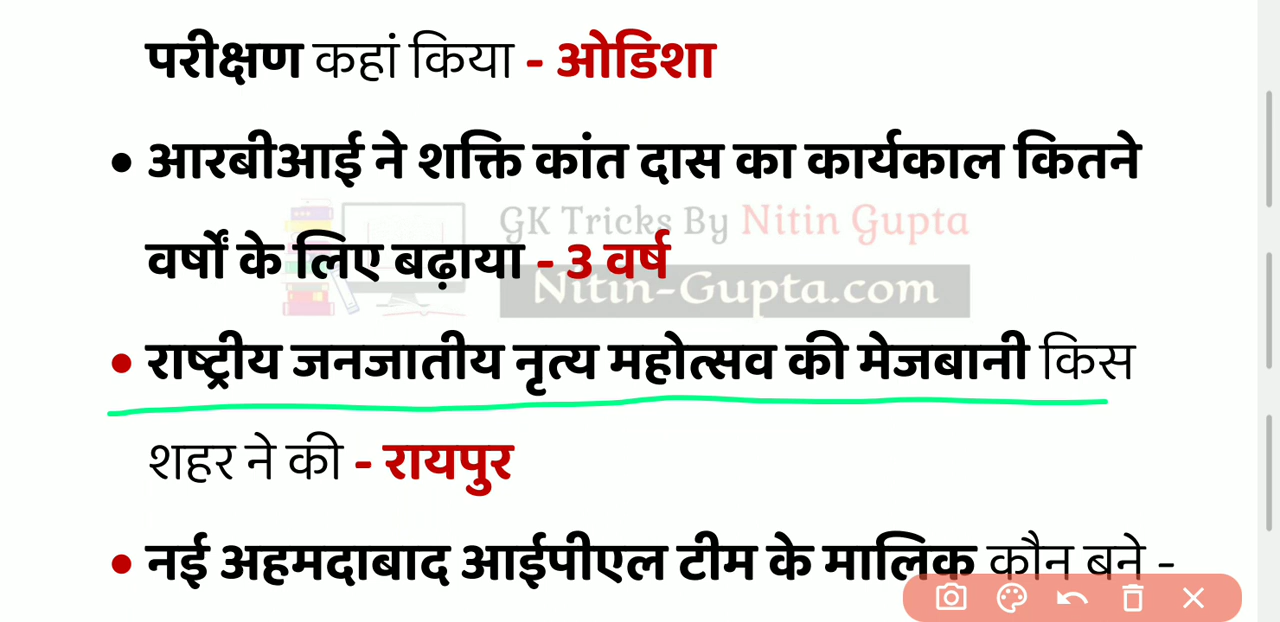 परीक्षण कहां किया - ओडिशा
• आरबीआई ने शक्ति कांत दास का कार्यकाल कितने
GK Tricks By Nitin Gupta
वर्षों के लिए बढ़ाया - 3 वर्ष
Nitin-Gupta.com
• राष्ट्रीय जनजातीय नृत्य महोत्सव की मेजबानी किस
शहर ने की - रायपुर
• नई अहमदाबाद आईपीएल टीम के मालिक कौन बने -